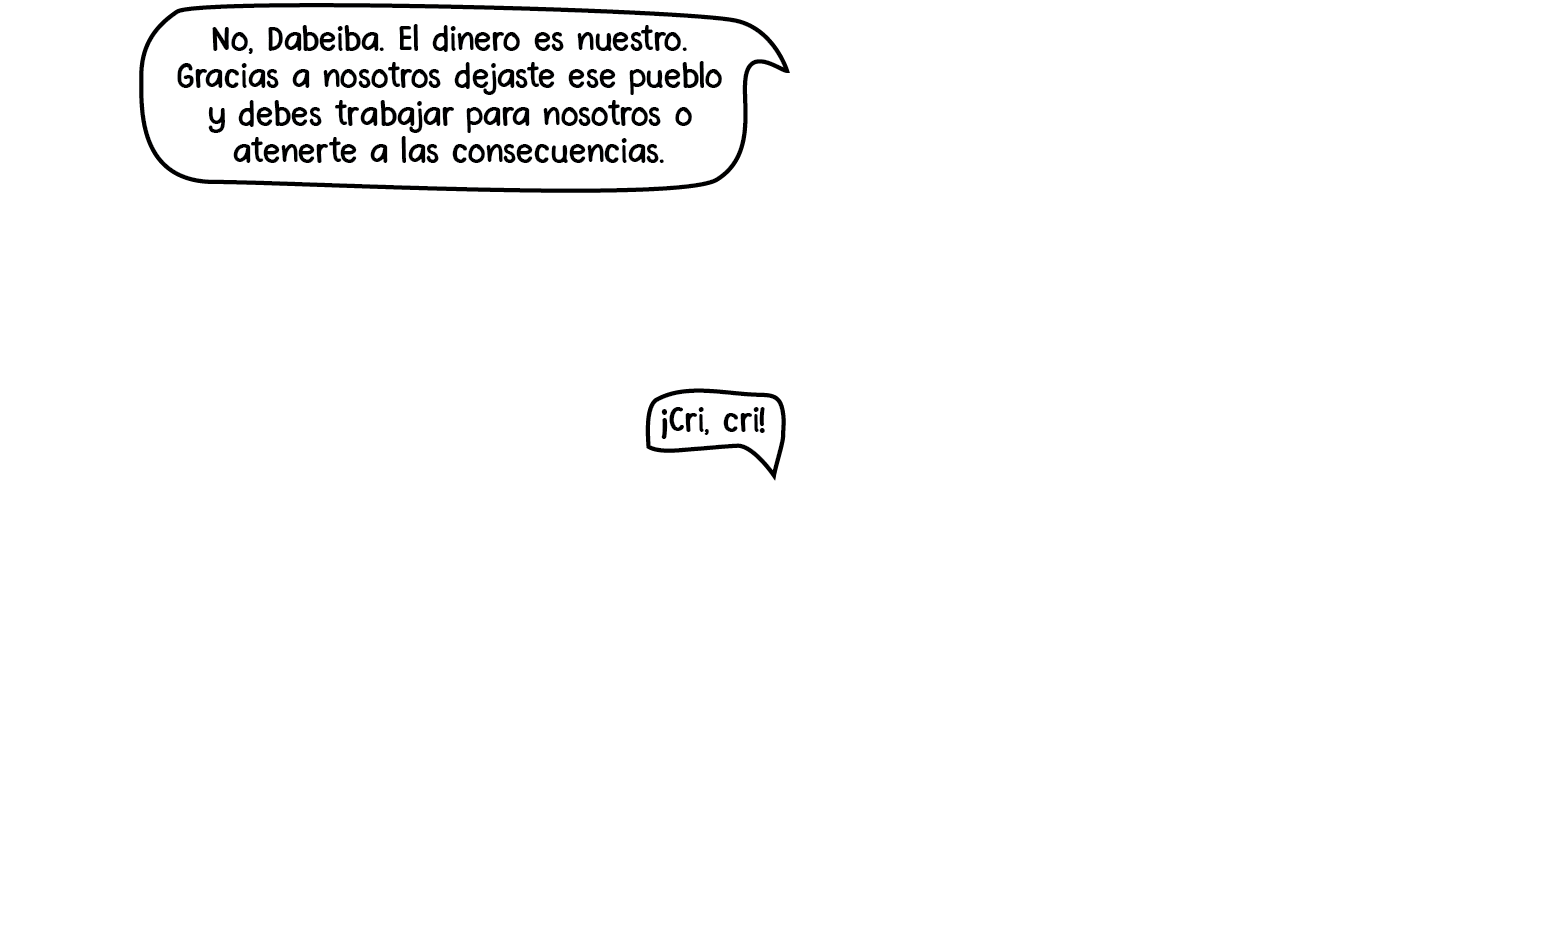 No, Dabeiba. El dinero es nuestro.
Gracias a nosotros dejaste ese pueblo
y debes trabajar para nosotros o
atenerte a las consecuencias.
¡Cri, cri!